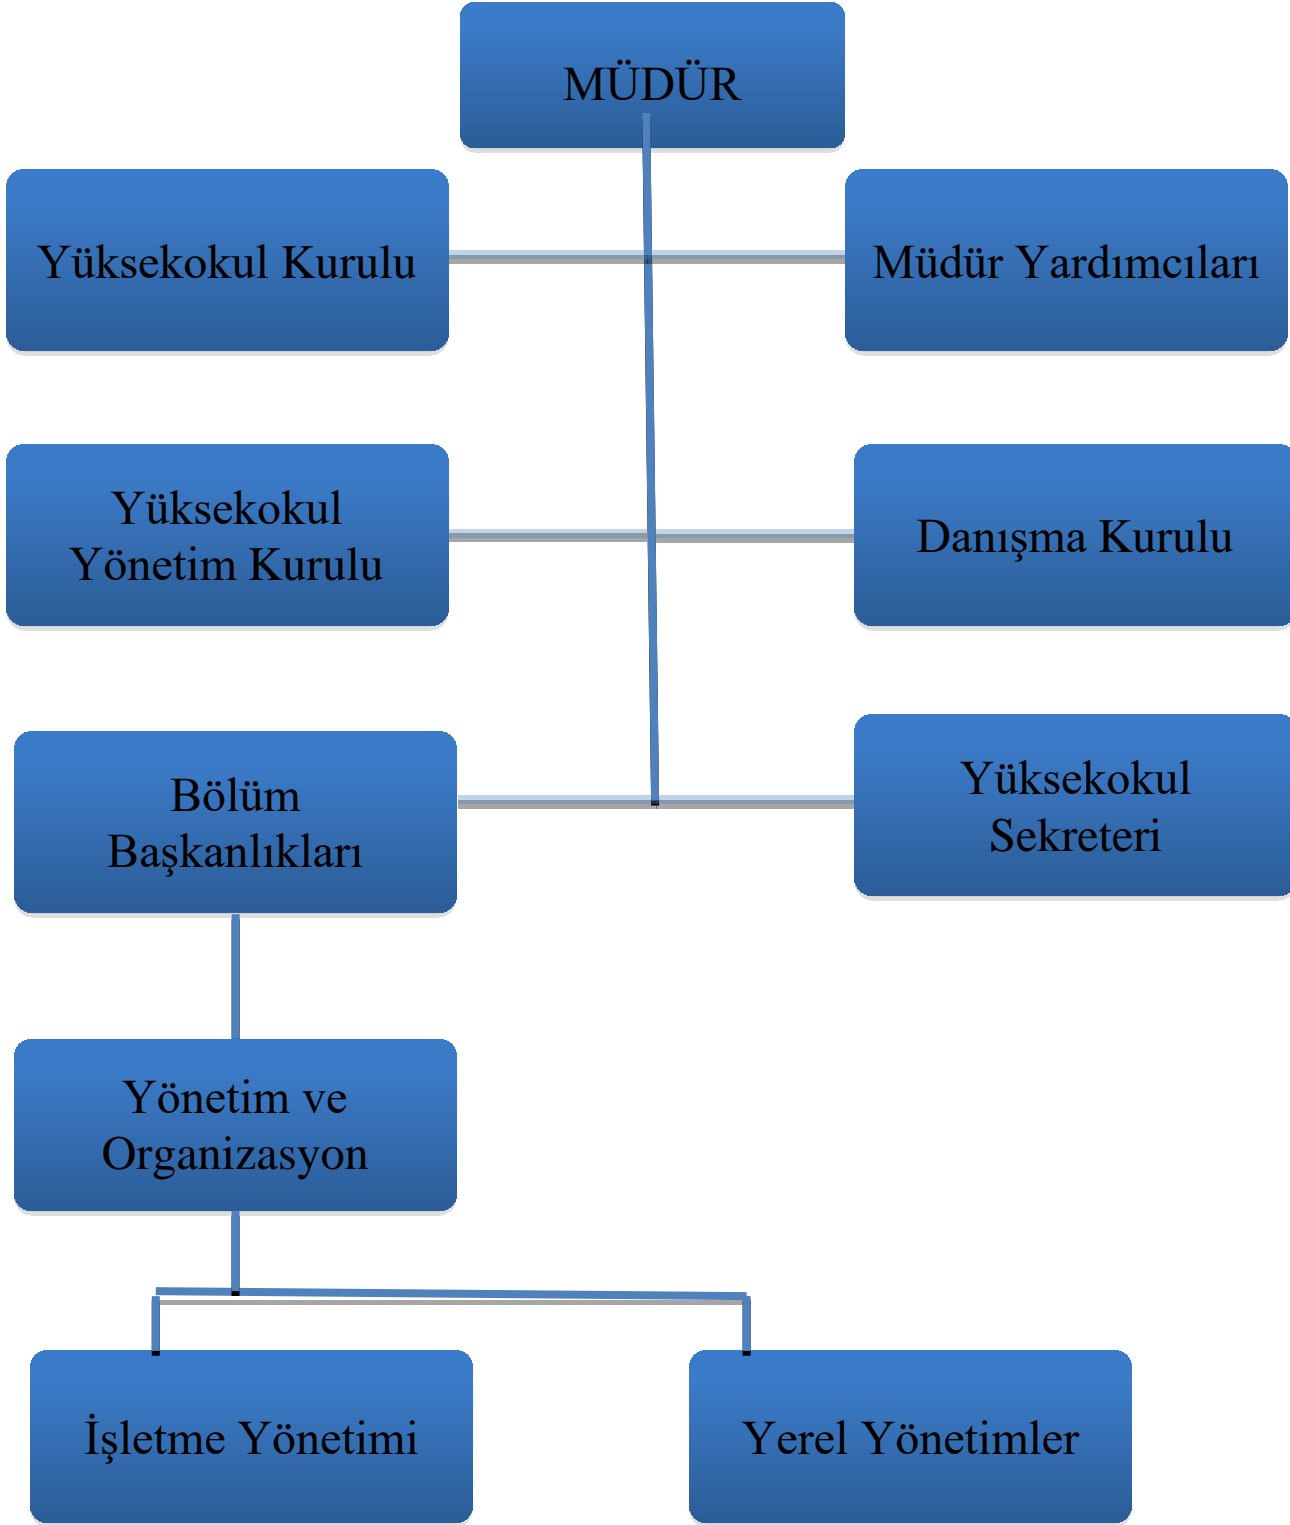 MÜDÜR
Yüksekokul Kurulu
Müdür Yardımcıları
Yüksekokul
Yönetim Kurulu
Danışma Kurulu
Bölüm
Başkanlıkları
Yüksekokul
Sekreteri
Yönetim ve
Organizasyon
İşletme Yönetimi
Yerel Yönetimler